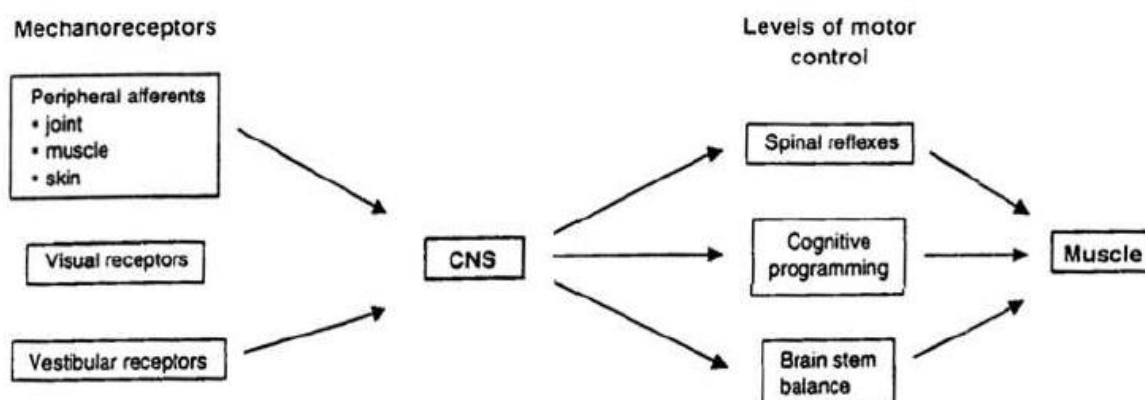 Mechanoreceptors
Peripheral afferents
• joint
• muscle
• skin
Visual receptors
Vestibular receptors
CNS
Levels of motor
control
Spinal reflexes
Cognitive
programming
Brain stem
balance
Muscle